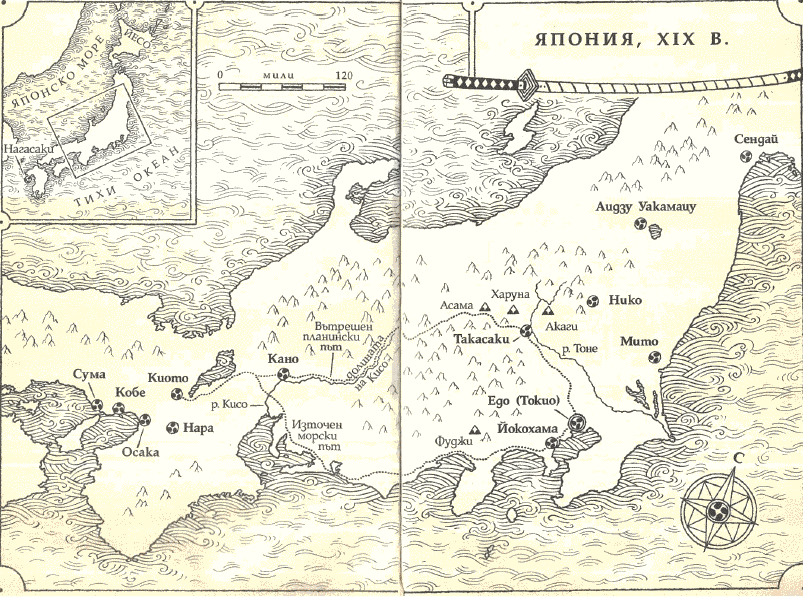 ЯПОНИЯ, XIX В.
ЯПОНСКО МОРЕ
ЙЕСО
Нагасаки
ТИХИ ОКЕАН
0 мили 120
Сендай
Аидзу Уакамацу
Асама
Харуна
Акаги
Нико
Такасаки
р. Тоне
Мито
Вътрешен
планински
път
долината
на Кисо
Кано
Сума
Кобе
Киото
р. Кисо
Едо (Токио)
Йокохама
Фуджи
Нара
Осака
Източен
морски
път
С